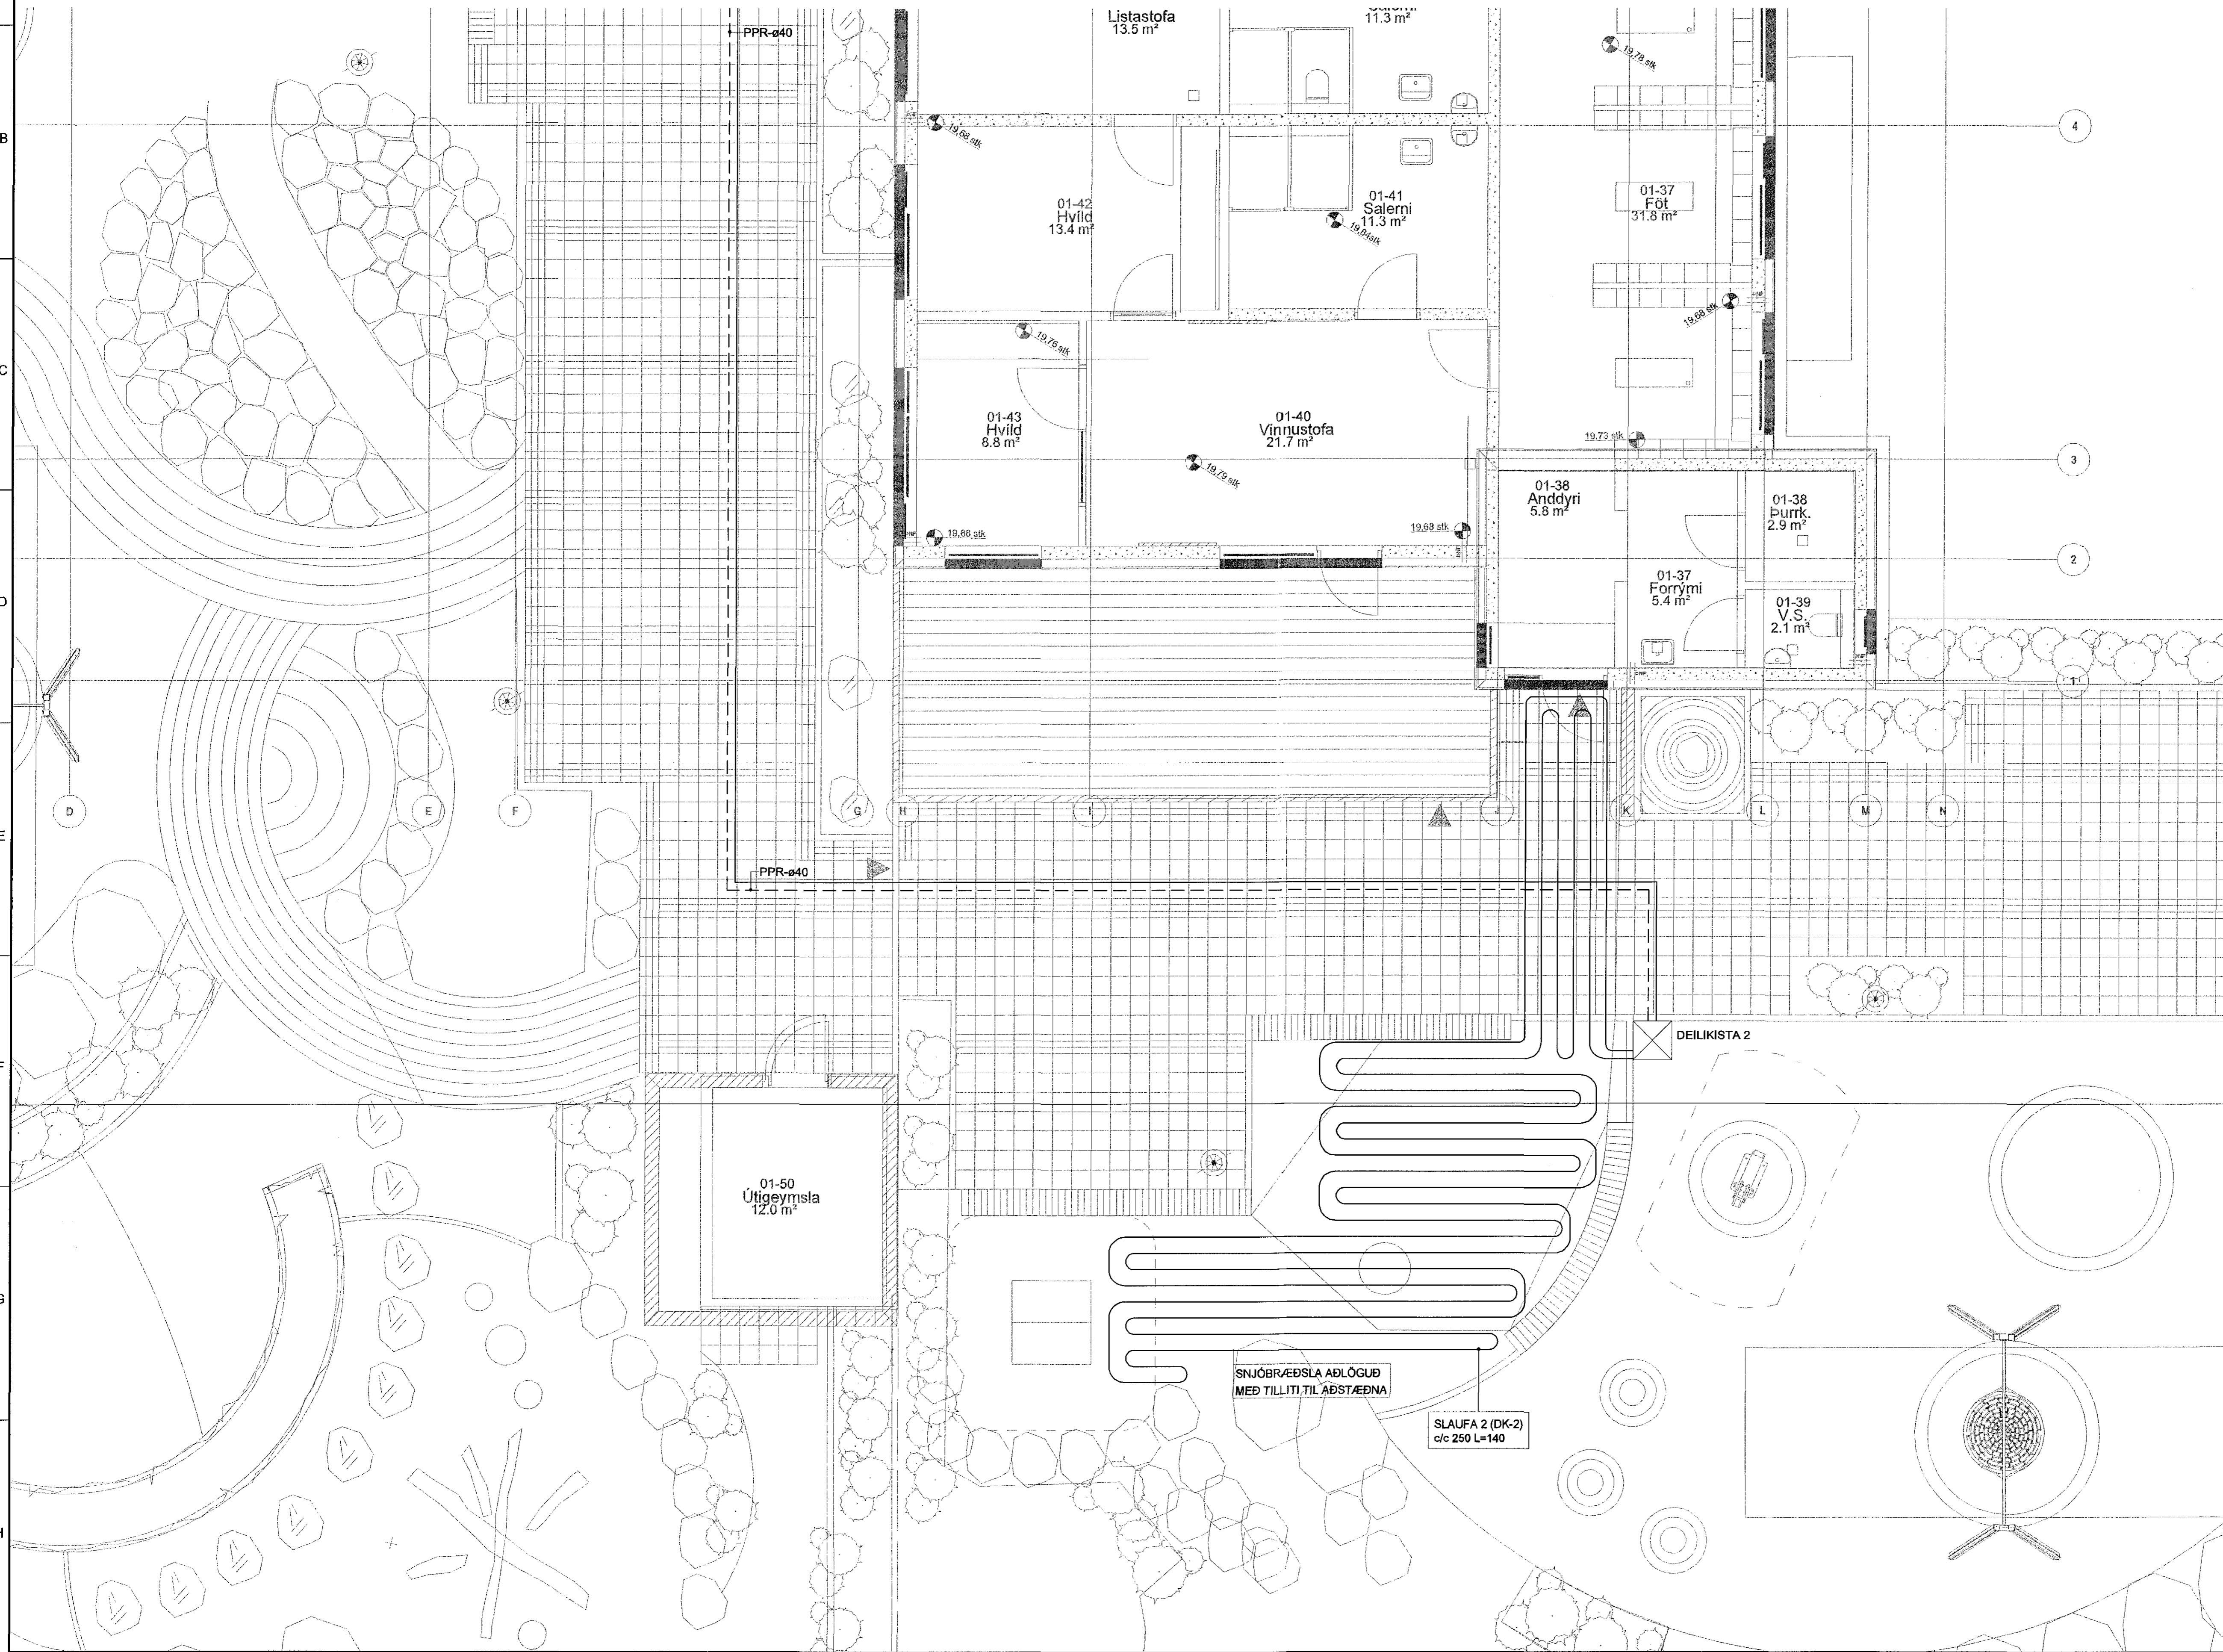 PPR-ø40
Listastofa
13.5 m²
11.3 m²
19,78 stk
B
4
19,68 stk
01-42
Hvíld
13.4 m²
01-41
Salerni
11.3 m²
19,84stk
01-37
Föt
31.8 m²
19,68 stk
C
19,76 stk
01-43
Hvíld
8.8 m²
01-40
Vinnustofa
21.7 m²
19,79 stk
19.73 stk
3
01-38
Anddyri
5.8 m²
01-38
Þurrk.
2.9 m²
19,68 stk
2
D
01-37
Forrými
5.4 m²
01-39
V.S.
2.1 m²
1
D
E
F
G
H
I
J
K
L
M
N
E
PPR-ø40
DEILIKISTA 2
F
01-50
Útigeymsla
12.0 m²
G
SNJÓBRÆÐSLA AÐLÖGUÐ
MEÐ TILLITI TIL AÐSTÆÐNA
SLAUFA 2 (DK-2)
c/c 250 L=140
H